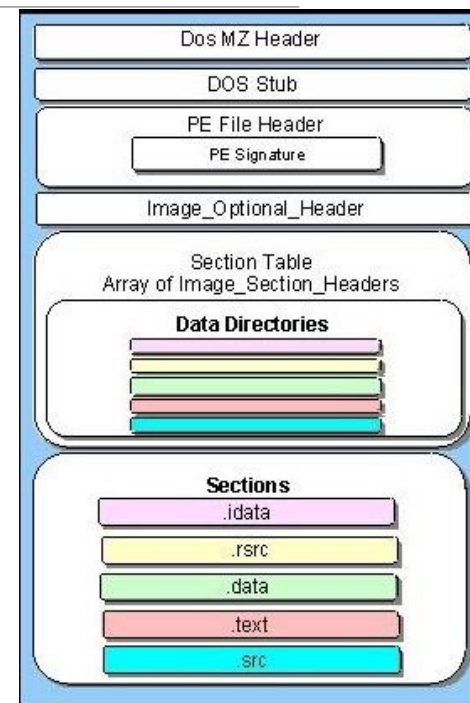 Dos MZ Header
DOS Stub
PE File Header
PE Signature
Image_Optional_Header
Section Table
Array of Image_Section_Headers
Data Directories
Sections
.idata
.rsrc
.data
.text
.src